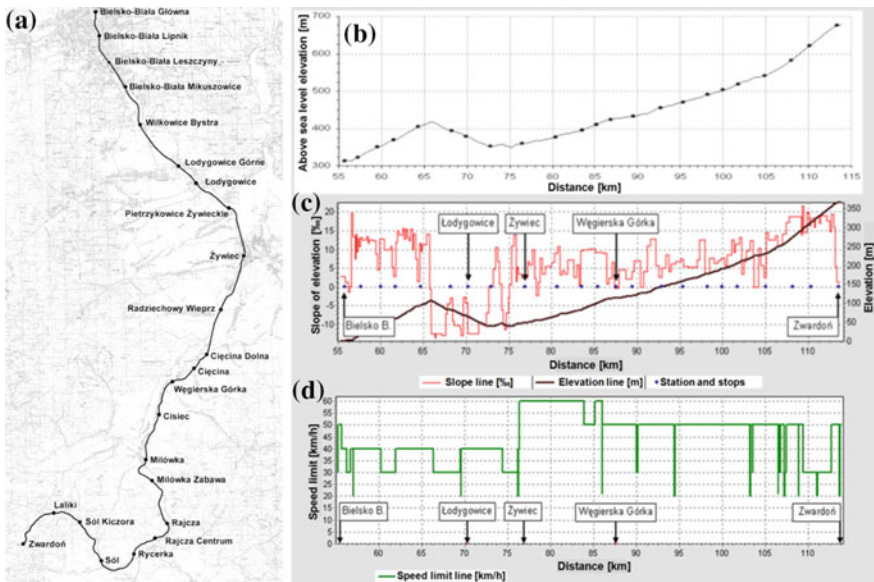 (a)
Bielsko-Biała Główna
Bielsko-Biała Lipnik
Bielsko-Biała Leszczyny
Bielsko-Biała Mikuszowice
Wilkowice Bystra
Łodygowice Górne
Łodygowice
Pietrzykowice Żywieckie
Żywiec
Radziechowy Wieprz
Cięcina Dolna
Cięcina
Węgierska Górka
Cisiec
Milówka
Milówka Zabawa
Laliki
Sól Kiczora
Rajcza
Zwardoń
Rajcza Centrum
Sól
Rycerka
(b)
Above sea level elevation [m]
700
600
500
400
300
55 60 65 70 75 80 85 90 95 100 105 110 115
Distance [km]
(c)
Slope of elevation [‰]
20
15
10
5
0
-5
-10
Łodygowice
Żywiec
Węgierska Górka
Bielsko B.
Zwardoń
350
300
250
200
150
100
50
0
Elevation [m]
55 60 65 70 75 80 85 90 95 100 105 110
Distance [km]
Slope line [‰] Elevation line [m] Station and stops
(d)
Speed limit [km/h]
60
55
50
45
40
35
30
25
20
15
10
5
0
Bielsko B.
Łodygowice
Żywiec
Węgierska Górka
Zwardoń
60 65 70 75 80 85 90 95 100 105 110
Distance [km]
Speed limit line [km/h]